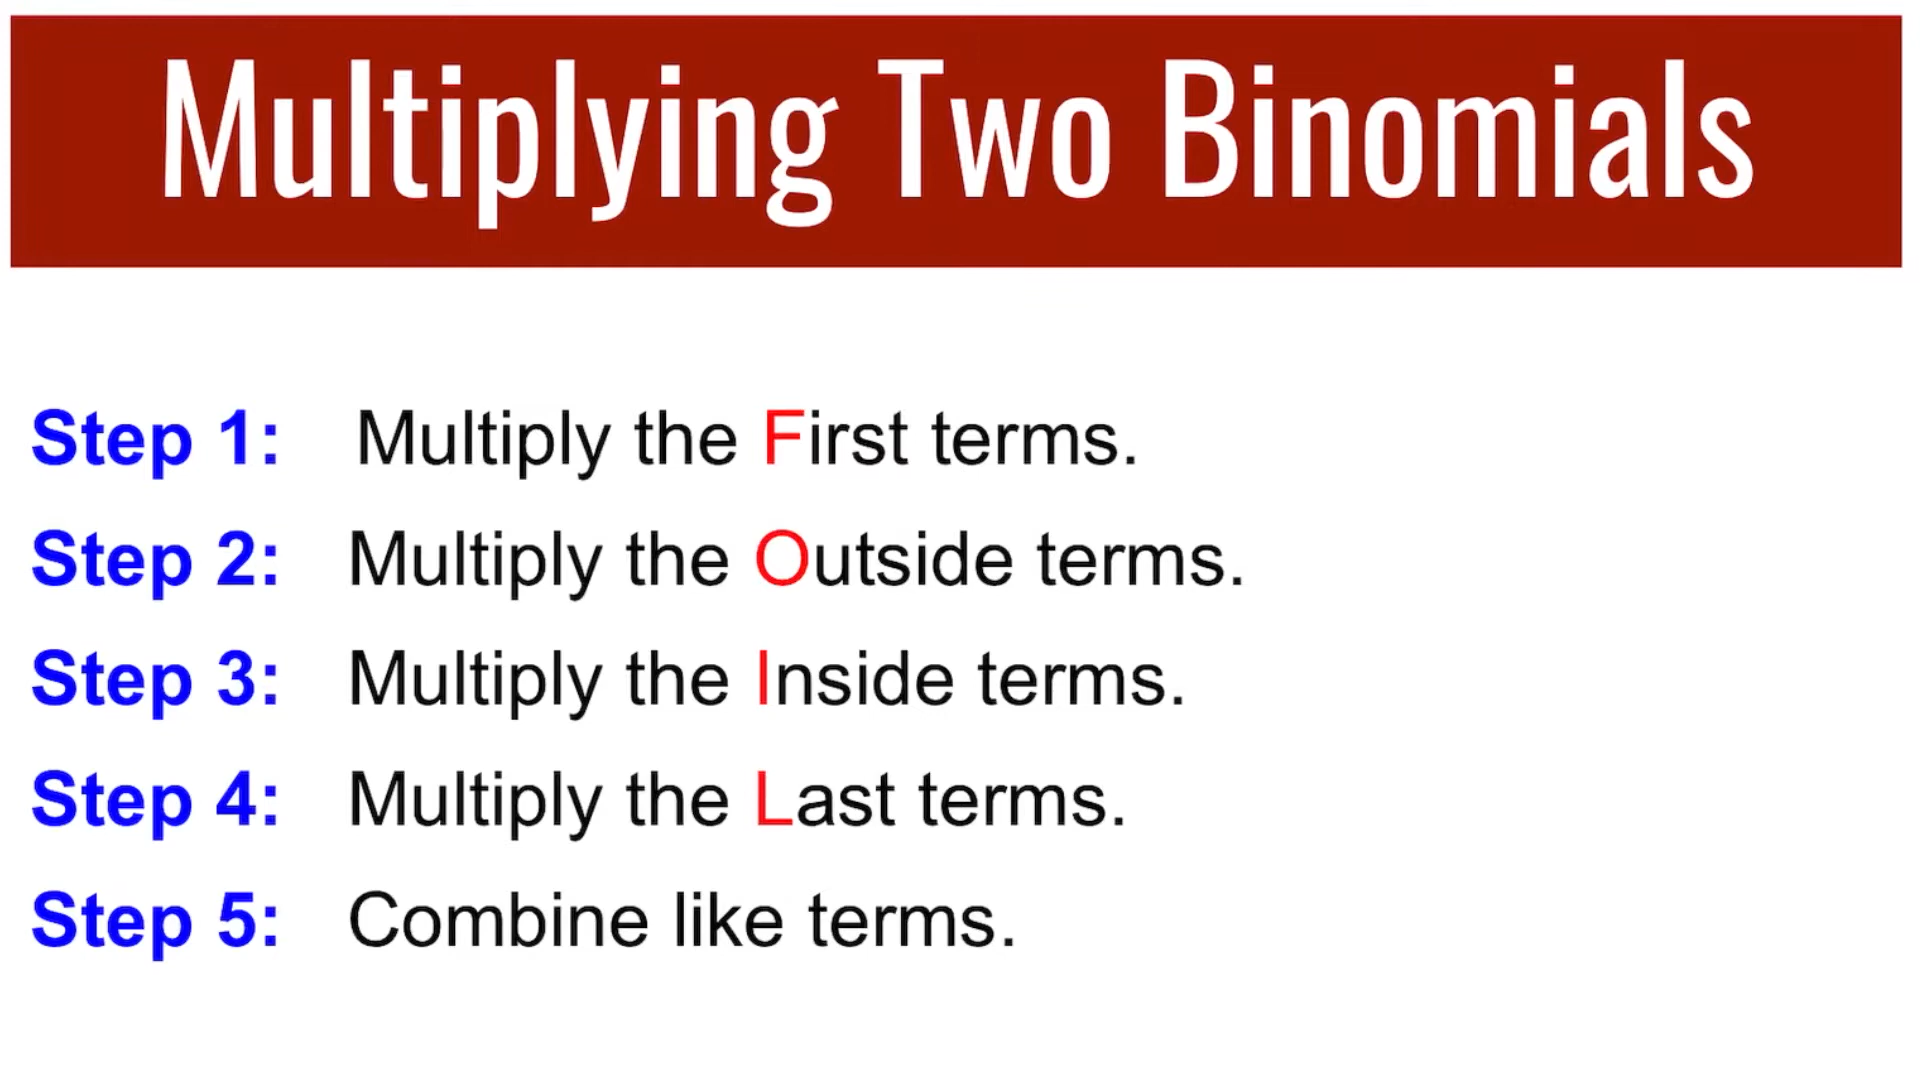 Multiplying Two Binomials
Step 1: Multiply the First terms.
Step 2: Multiply the Outside terms.
Step 3: Multiply the Inside terms.
Step 4: Multiply the Last terms.
Step 5: Combine like terms.